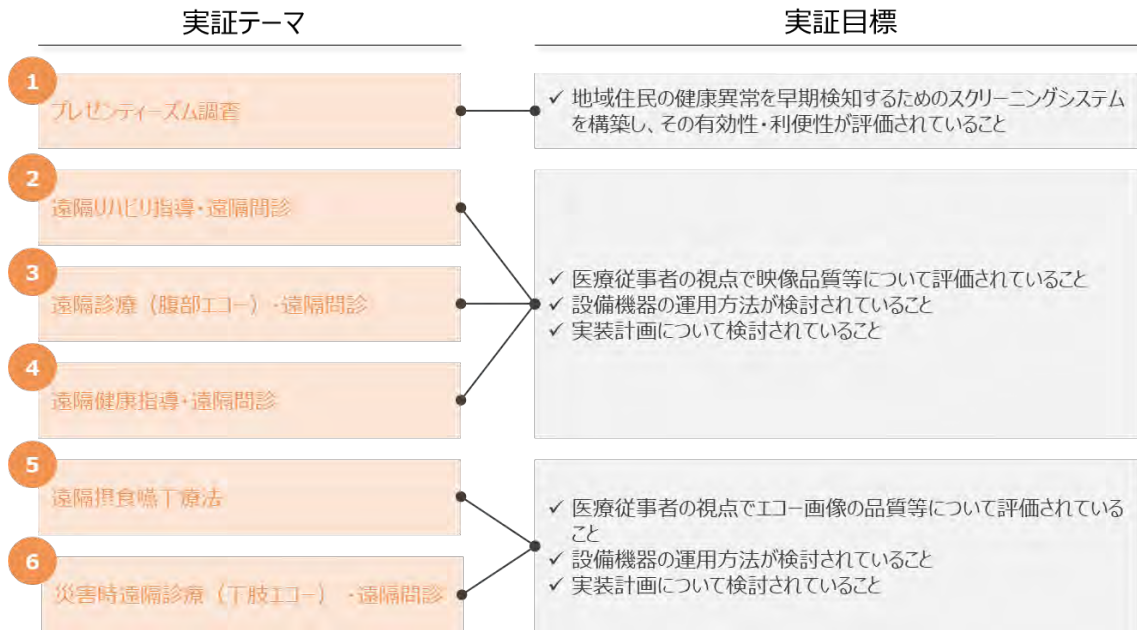 実証テーマ
実証目標
1
プレゼンティーズム調査
✓ 地域住民の健康異常を早期検知するためのスクリーニングシステム
を構築し、その有効性・利便性が評価されていること
2
遠隔リハビリ指導・遠隔問診
3
遠隔診療（腹部エコー）・遠隔問診
4
遠隔健康指導・遠隔問診
✓ 医療従事者の視点で映像品質等について評価されていること
✓ 設備機器の運用方法が検討されていること
✓ 実装計画について検討されていること
5
遠隔摂食嚥下療法
6
災害時遠隔診療（下肢エコー）・遠隔問診
✓ 医療従事者の視点でエコー画像の品質等について評価されている
こと
✓ 設備機器の運用方法が検討されていること
✓ 実装計画について検討されていること